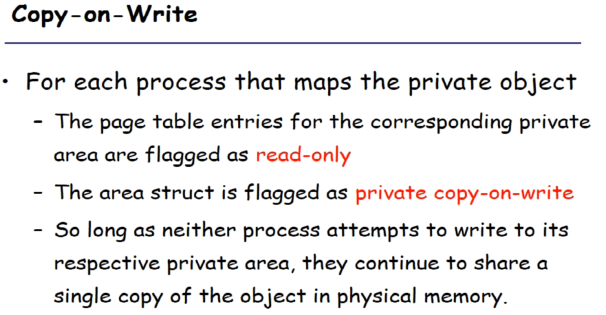 Copy-on-Write
• For each process that maps the private object
– The page table entries for the corresponding private
area are flagged as read-only
– The area struct is flagged as private copy-on-write
– So long as neither process attempts to write to its
respective private area, they continue to share a
single copy of the object in physical memory.